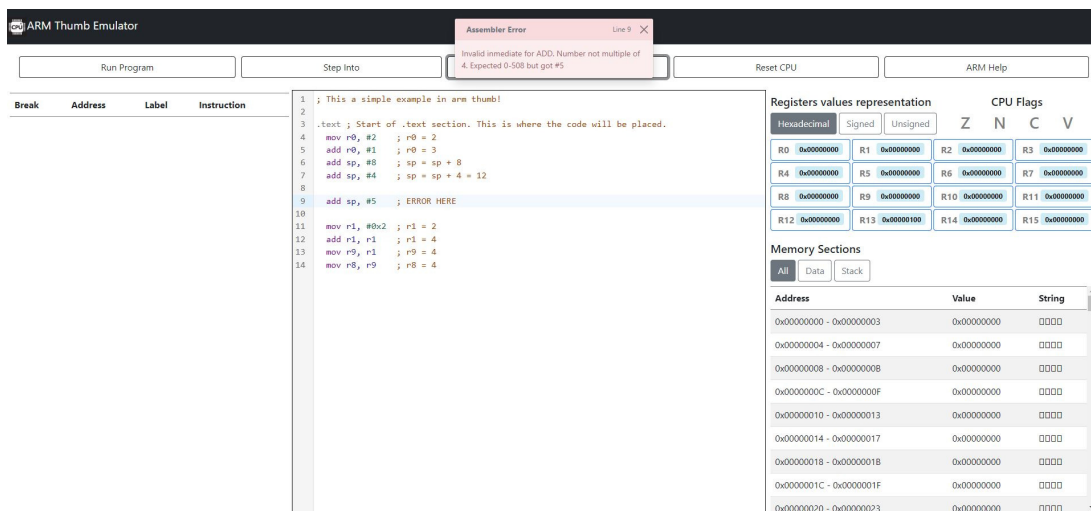 CPU ARM Thumb Emulator
Assembler Error Line 9
Invalid inmediate for ADD. Number not multiple of
4. Expected 0-508 but got #5
Run Program Step Into Reset CPU ARM Help
Break Address Label Instruction
1 ; This a simple example in arm thumb!
2
3 .text ; Start of .text section. This is where the code will be placed.
4 mov r0, #2 ; r0 = 2
5 add r0, #1 ; r0 = 3
6 add sp, #8 ; sp = sp + 8
7 add sp, #4 ; sp = sp + 4 = 12
8
9 add sp, #5 ; ERROR HERE
10
11 mov r1, #0x2 ; r1 = 2
12 add r1, r1 ; r1 = 4
13 mov r9, r1 ; r9 = 4
14 mov r8, r9 ; r8 = 4
Registers values representation CPU Flags
Hexadecimal Signed Unsigned Z N C V
R0 0x00000000 R1 0x00000000 R2 0x00000000 R3 0x00000000
R4 0x00000000 R5 0x00000000 R6 0x00000000 R7 0x00000000
R8 0x00000000 R9 0x00000000 R10 0x00000000 R11 0x00000000
R12 0x00000000 R13 0x00000100 R14 0x00000000 R15 0x00000000
Memory Sections
All Data Stack
Address Value String
0x00000000 - 0x00000003 0x00000000 □□□□
0x00000004 - 0x00000007 0x00000000 □□□□
0x00000008 - 0x0000000B 0x00000000 □□□□
0x0000000C - 0x0000000F 0x00000000 □□□□
0x00000010 - 0x00000013 0x00000000 □□□□
0x00000014 - 0x00000017 0x00000000 □□□□
0x00000018 - 0x0000001B 0x00000000 □□□□
0x0000001C - 0x0000001F 0x00000000 □□□□
0x00000020 - 0x00000023 0x00000000 □□□□